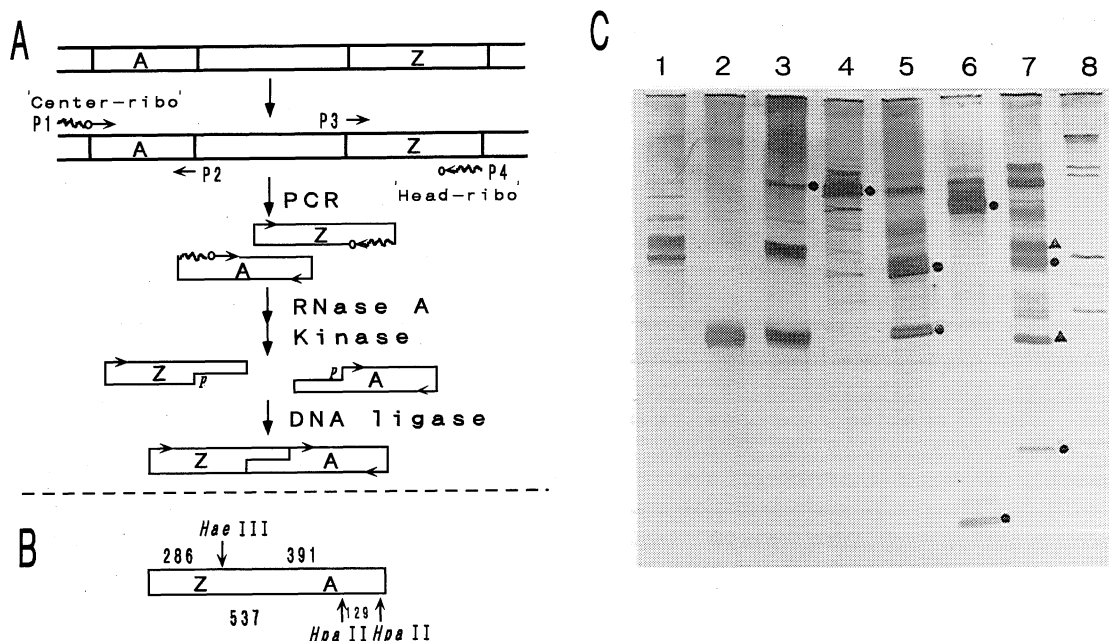 A
A Z
'Center-ribo'
P1 P3
A Z
P2 P4
PCR 'Head-ribo'
Z
A
RNase A
Kinase
Z p
p A
DNA ligase
Z A
B
Hae III
286 391
Z A
537 129
Hpa II Hpa II
C
1 2 3 4 5 6 7 8